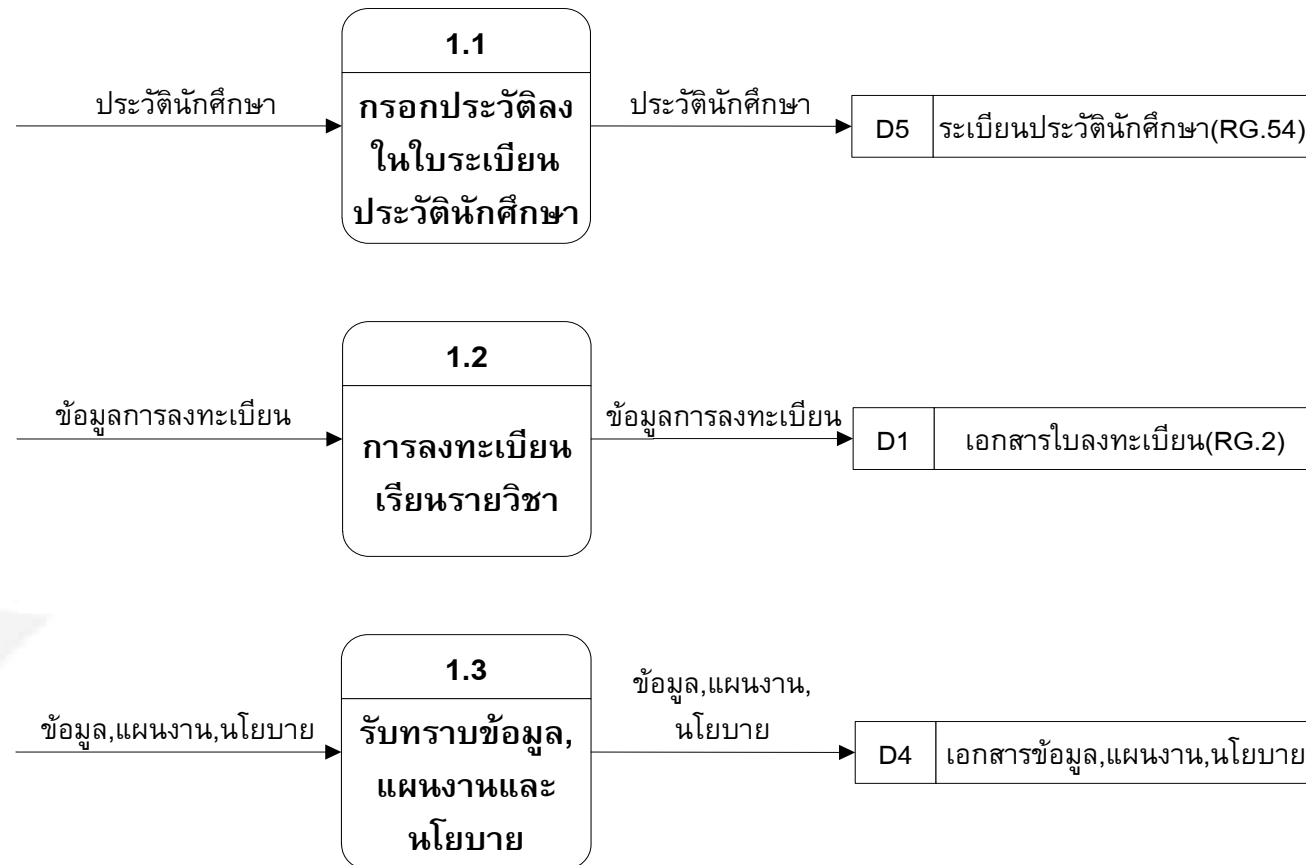 1.1
ประวัตินักศึกษา
กรอกประวัติลง
ในใบระเบียน
ประวัตินักศึกษา
ประวัตินักศึกษา
D5
ระเบียนประวัตินักศึกษา(RG.54)
1.2
ข้อมูลการลงทะเบียน
การลงทะเบียน
เรียนรายวิชา
ข้อมูลการลงทะเบียน
D1
เอกสารใบลงทะเบียน(RG.2)
1.3
ข้อมูล,แผนงาน,นโยบาย
รับทราบข้อมูล,
แผนงานและ
นโยบาย
ข้อมูล,แผนงาน,
นโยบาย
D4
เอกสารข้อมูล,แผนงาน,นโยบาย